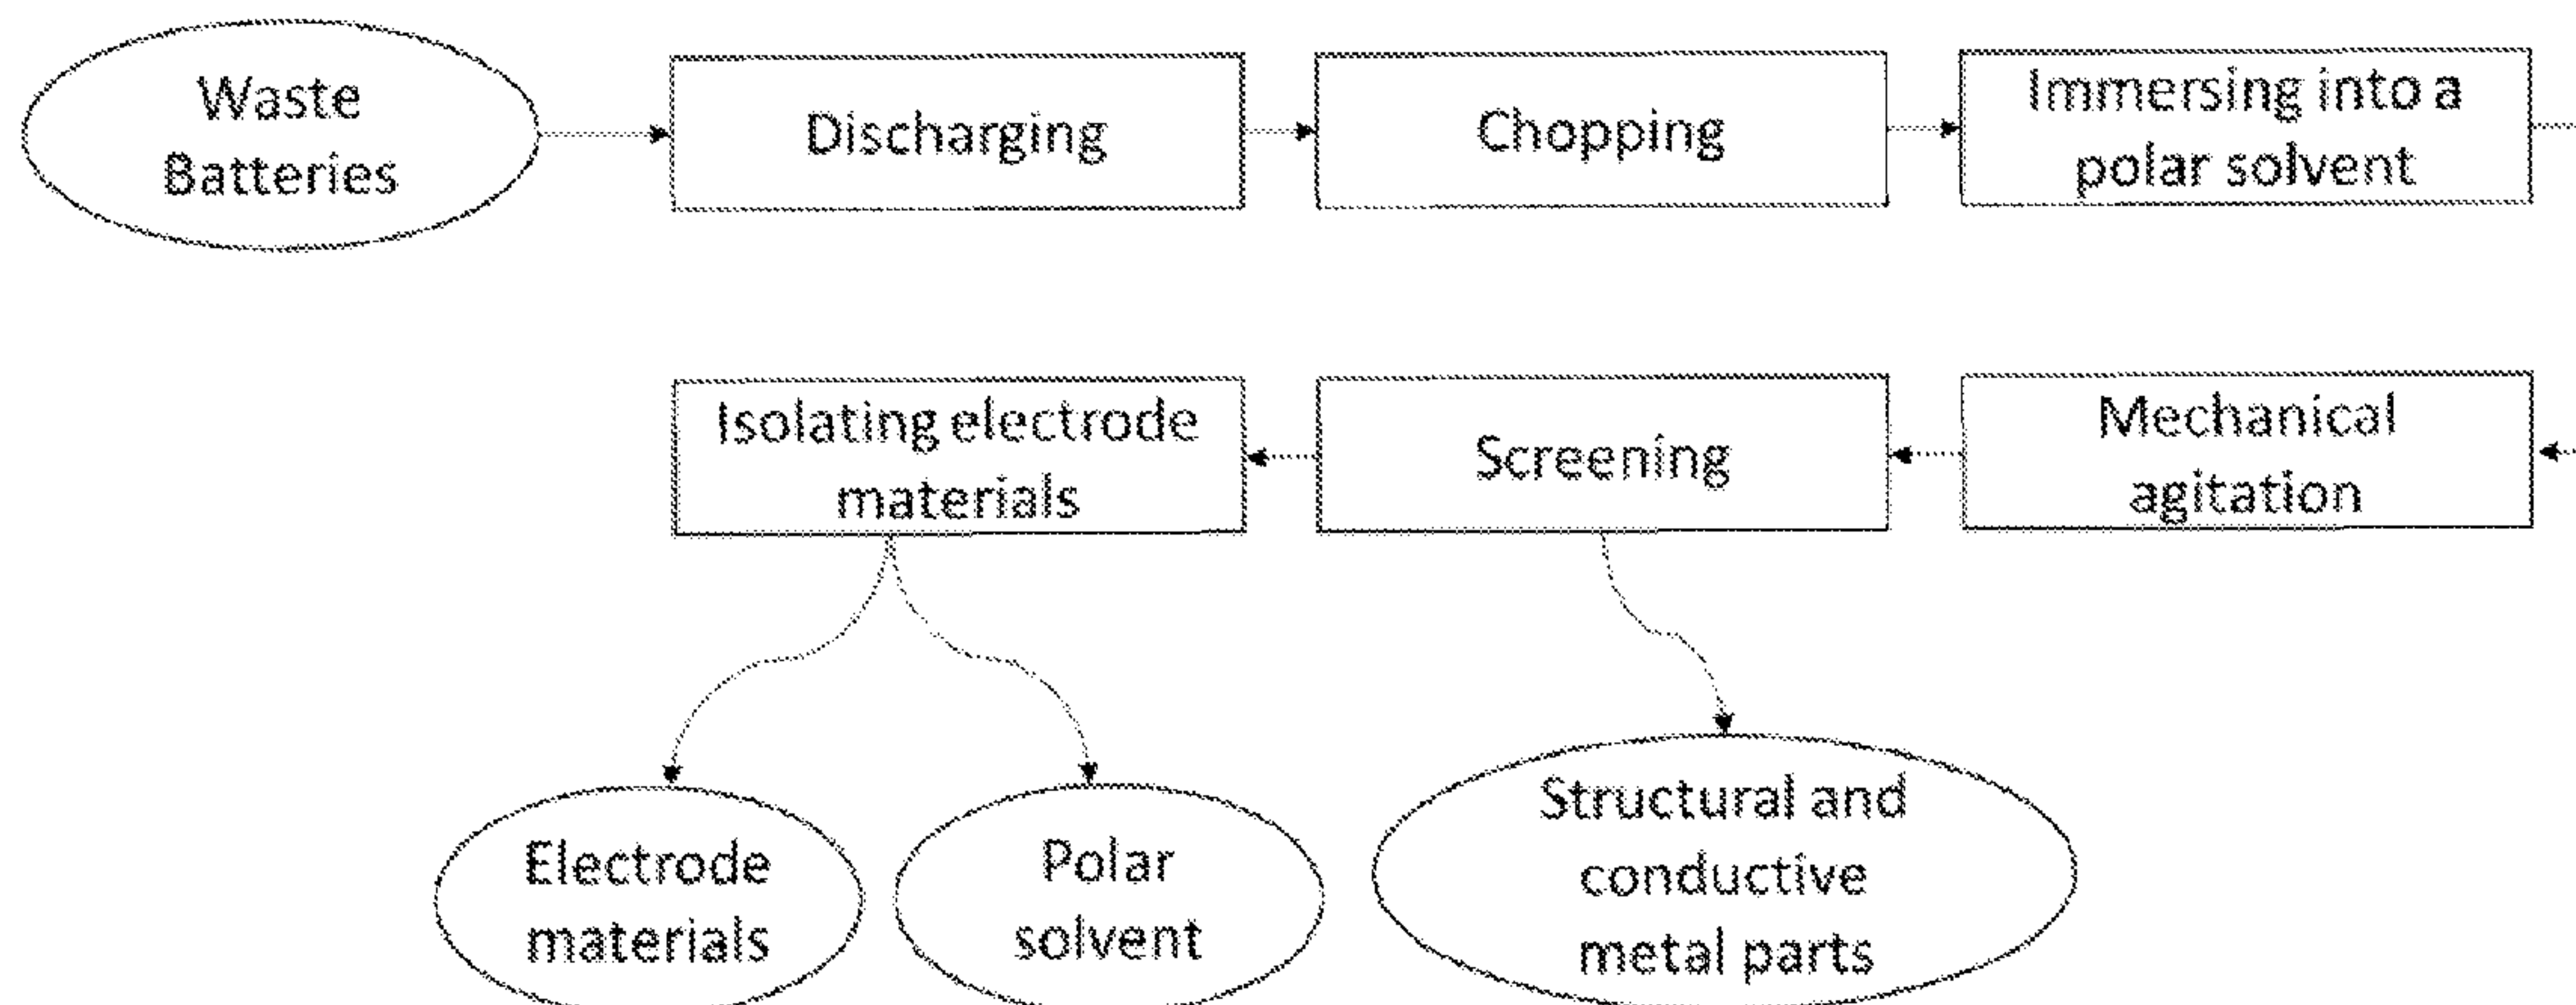 Waste
Batteries
Discharging
Chopping
Immersing into a
polar solvent
Mechanical
agitation
Screening
Isolating electrode
materials
Electrode
materials
Polar
solvent
Structural and
conductive
metal parts